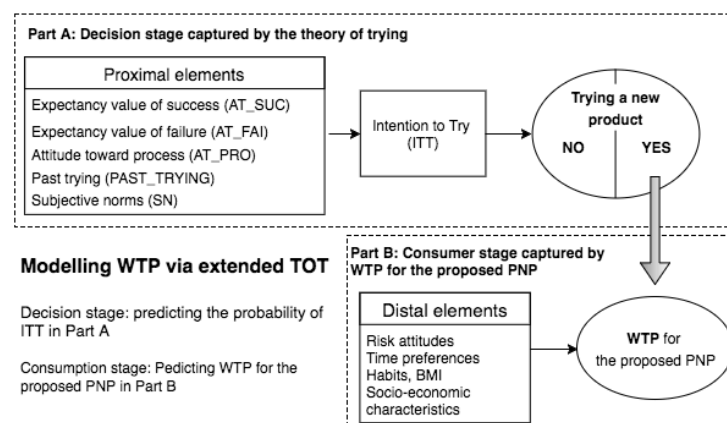 Part A: Decision stage captured by the theory of trying
Proximal elements
Expectancy value of success (AT_SUC)
Expectancy value of failure (AT_FAI)
Attitude toward process (AT_PRO)
Past trying (PAST_TRYING)
Subjective norms (SN)
Intention to Try
(ITT)
Trying a new
product
NO
YES
Modelling WTP via extended TOT
Decision stage: predicting the probability of
ITT in Part A
Consumption stage: Pedicting WTP for the
proposed PNP in Part B
Part B: Consumer stage captured by
WTP for the proposed PNP
Distal elements
Risk attitudes
Time preferences
Habits, BMI
Socio-economic
characteristics
WTP for
the proposed PNP